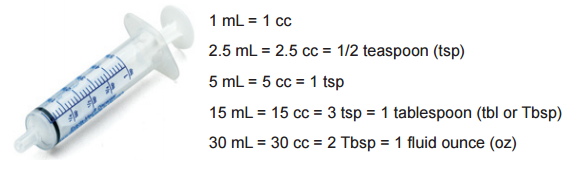 1 mL = 1 cc
2.5 mL = 2.5 cc = 1/2 teaspoon (tsp)
5 mL = 5 cc = 1 tsp
15 mL = 15 cc = 3 tsp = 1 tablespoon (tbl or Tbsp)
30 mL = 30 cc = 2 Tbsp = 1 fluid ounce (oz)